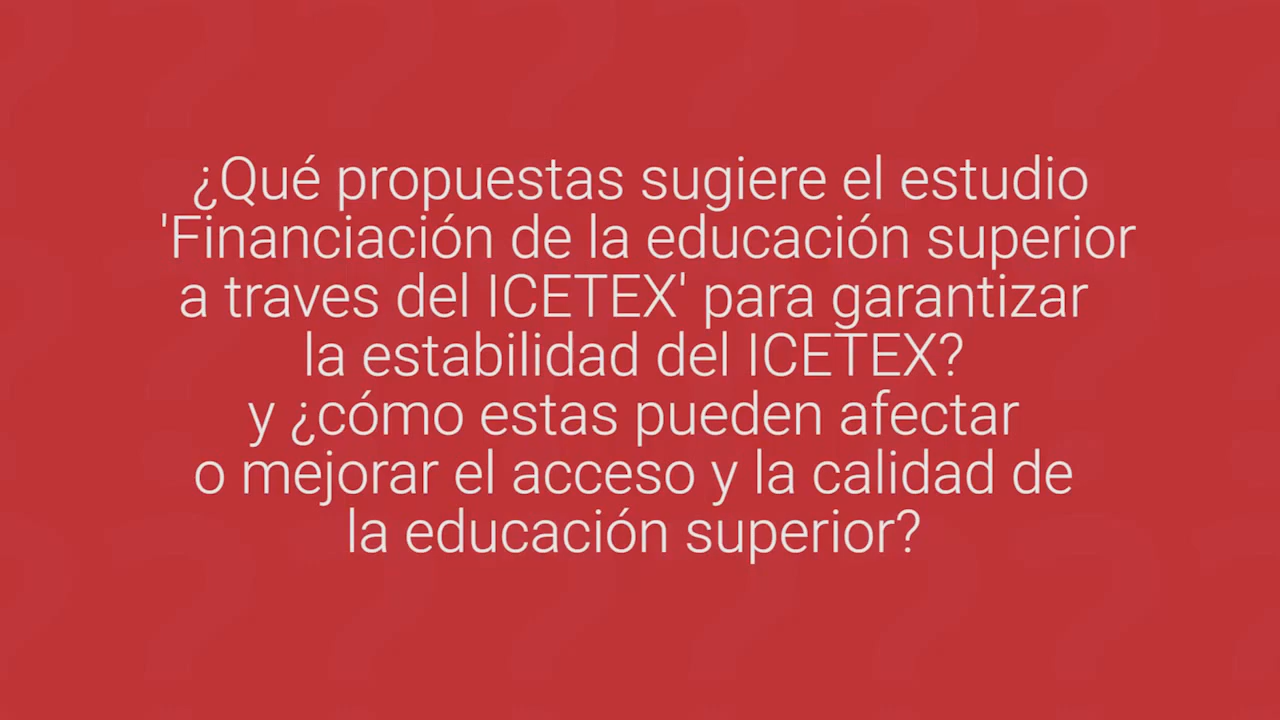 ¿Qué propuestas sugiere el estudio
'Financiación de la educación superior
a traves del ICETEX' para garantizar
la estabilidad del ICETEX?
y ¿cómo estas pueden afectar
o mejorar el acceso y la calidad de
la educación superior?